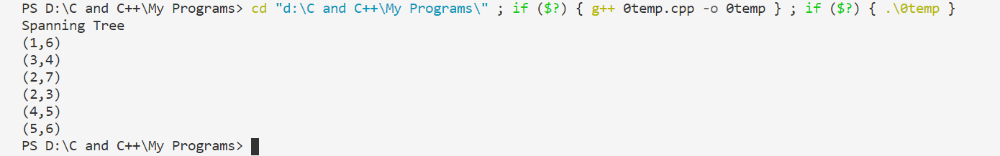 PS D:\C and C++\My Programs> cd "d:\C and C++\My Programs\" ; if ($?) { g++ 0temp.cpp -o 0temp } ; if ($?) { .\0temp }
Spanning Tree
(1,6)
(3,4)
(2,7)
(2,3)
(4,5)
(5,6)
PS D:\C and C++\My Programs>